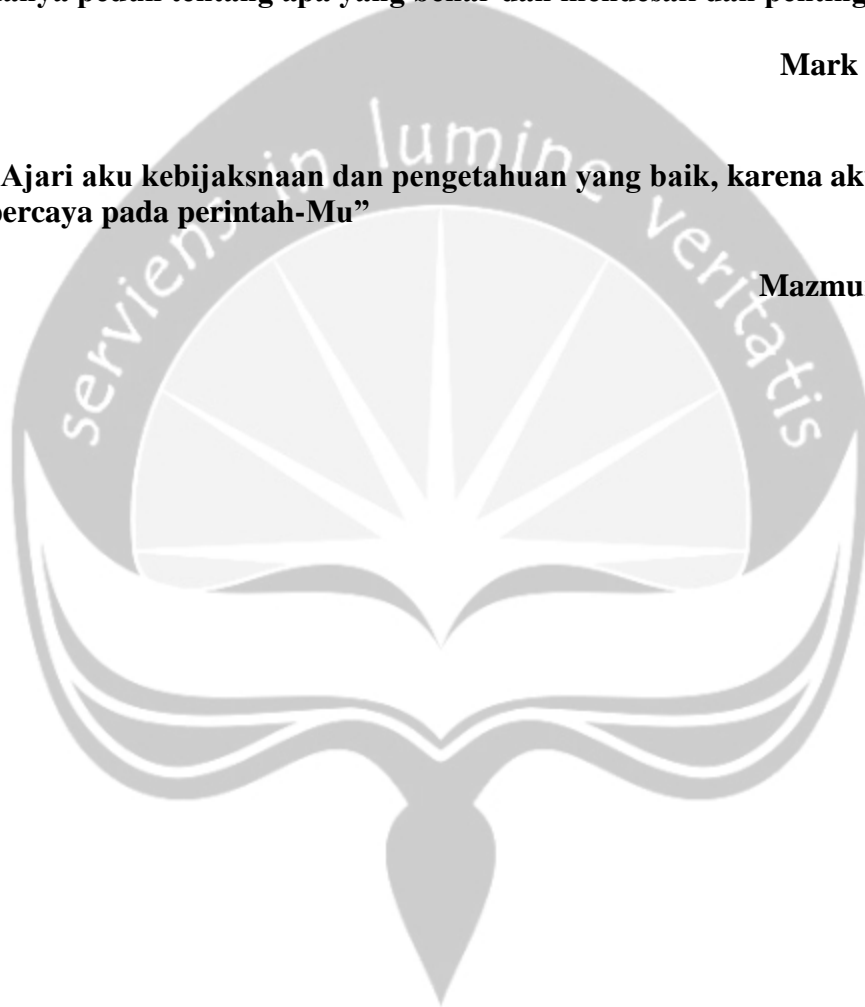 peduli tentang apa yang benar dan mendesak dan penting
Mark
Ajari aku kebijaksnaan dan pengetahuan yang baik, karena ak
percaya pada perintah-Mu”
Mazmu
serviens in lumine veritatis